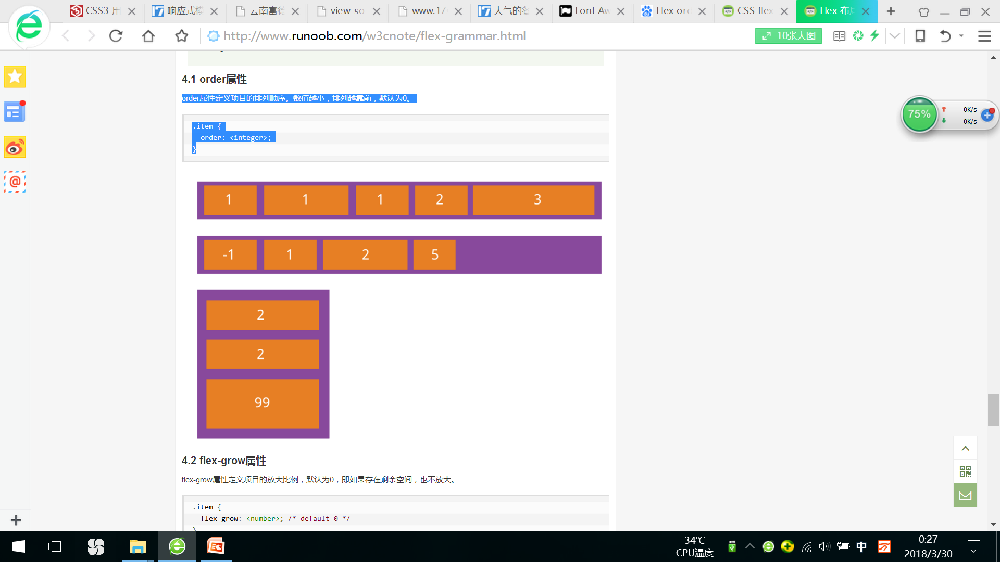 CSS3 用
响应式模
云南富德
view-so
www.17
大气的餐
Font Aw
Flex orc
CSS flex
Flex 布局
http://www.runoob.com/w3cnote/flex-grammar.html
10张大图
4.1 order属性
order属性定义项目的排列顺序。数值越小，排列越靠前，默认为0。
.item {
order: <integer>;
}
1 1 1 2 3
-1 1 2 5
2
2
99
4.2 flex-grow属性
flex-grow属性定义项目的放大比例，默认为0，即如果存在剩余空间，也不放大。
.item {
flex-grow: <number>; /* default 0 */
}
75%
0K/s
0K/s
34℃
CPU温度
中
0:27
2018/3/30